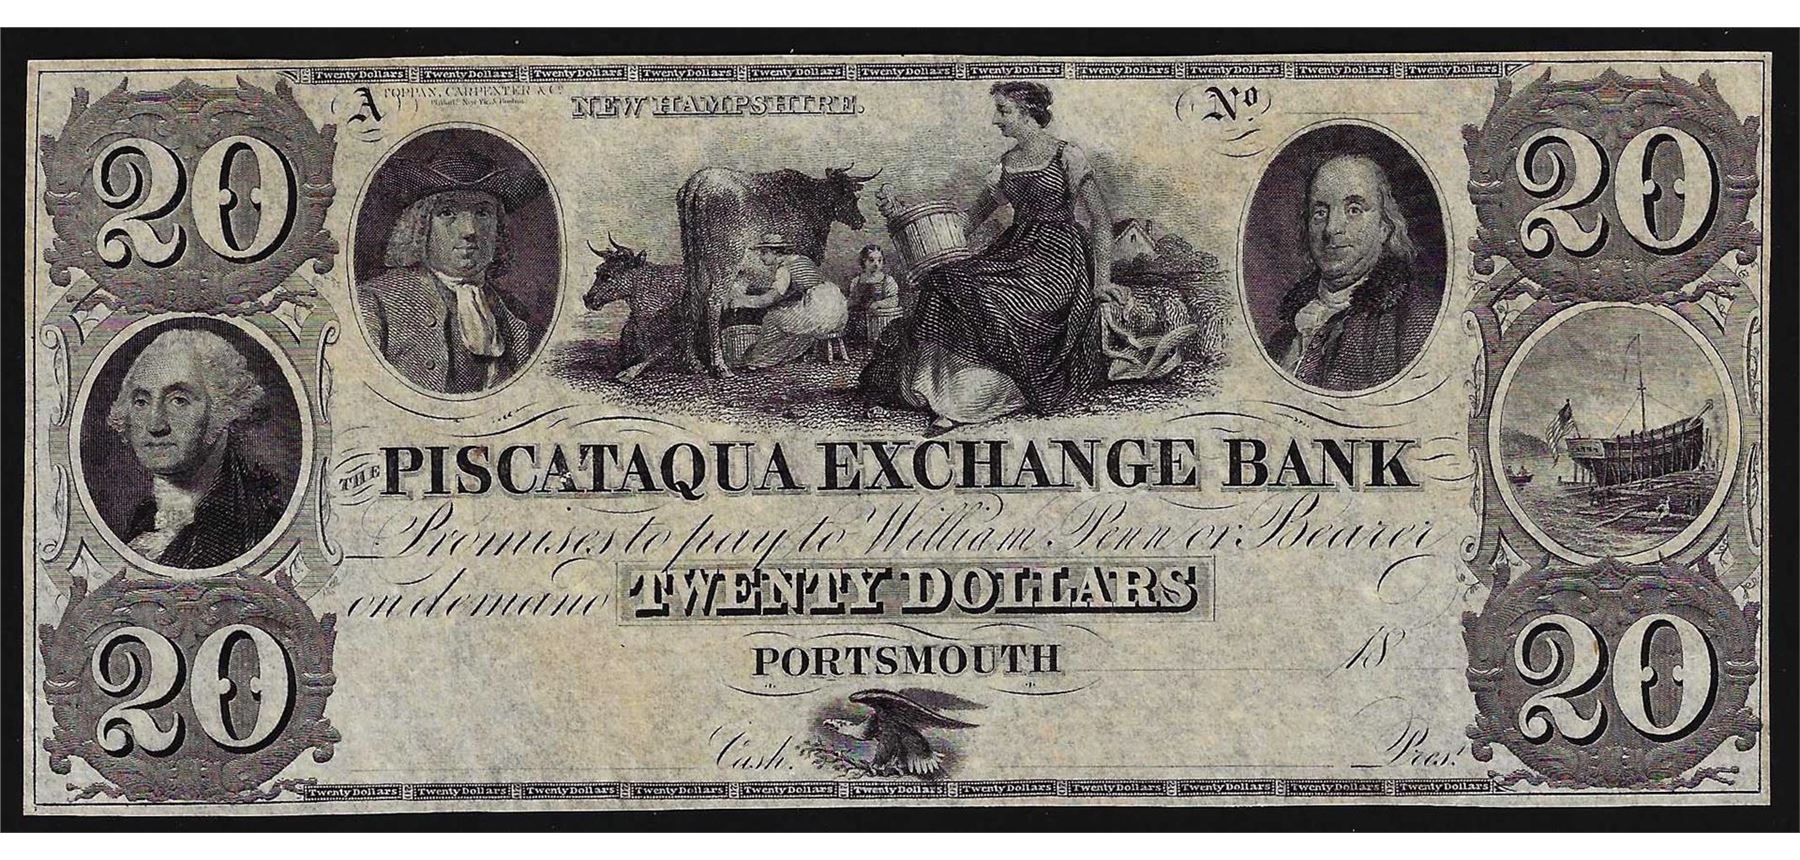 Twenty Dollars Twenty Dollars Twenty Dollars Twenty Dollars Twenty Dollars Twenty Dollars Twenty Dollars Twenty Dollars Twenty Dollars Twenty Dollars Twenty Dollars
TOPPAN, CARPENTER & Co
A NEW HAMPSHIRE. No
20 20
THE PISCATAQUA EXCHANGE BANK
Promises to pay to William Penn or Bearer
on demand TWENTY DOLLARS
PORTSMOUTH 18
20 20
Cash. Pres.t
Twenty Dollars Twenty Dollars Twenty Dollars Twenty Dollars Twenty Dollars Twenty Dollars Twenty Dollars Twenty Dollars Twenty Dollars Twenty Dollars Twenty Dollars